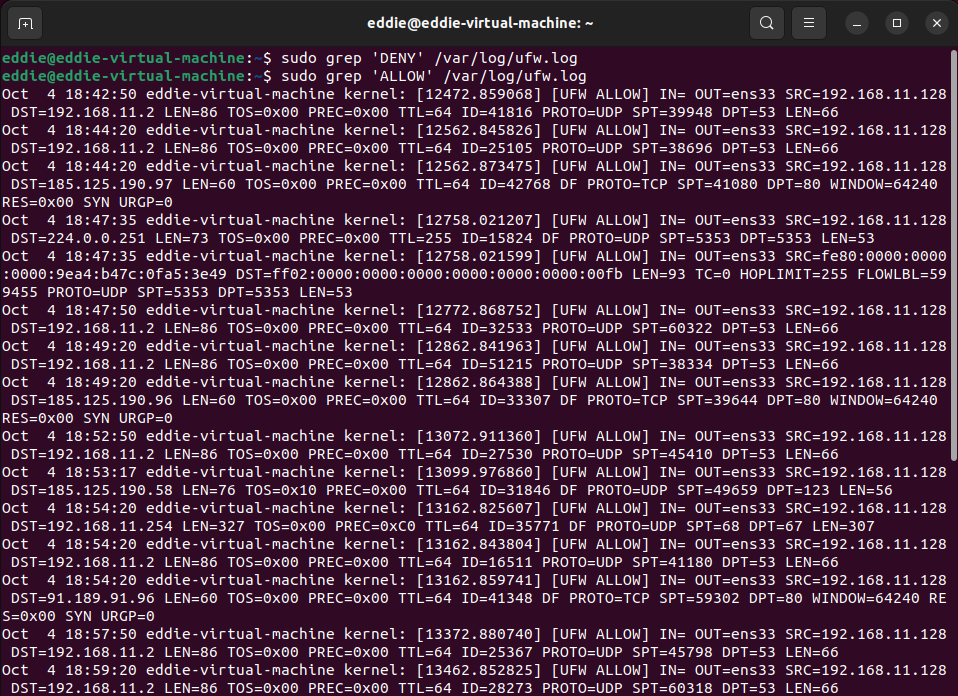 eddie@eddie-virtual-machine: ~
eddie@eddie-virtual-machine:~$ sudo grep 'DENY' /var/log/ufw.log
eddie@eddie-virtual-machine:~$ sudo grep 'ALLOW' /var/log/ufw.log
Oct  4 18:42:50 eddie-virtual-machine kernel: [12472.859068] [UFW ALLOW] IN= OUT=ens33 SRC=192.168.11.128
 DST=192.168.11.2 LEN=86 TOS=0x00 PREC=0x00 TTL=64 ID=41816 PROTO=UDP SPT=39948 DPT=53 LEN=66
Oct  4 18:44:20 eddie-virtual-machine kernel: [12562.845826] [UFW ALLOW] IN= OUT=ens33 SRC=192.168.11.128
 DST=192.168.11.2 LEN=86 TOS=0x00 PREC=0x00 TTL=64 ID=25105 PROTO=UDP SPT=38696 DPT=53 LEN=66
Oct  4 18:44:20 eddie-virtual-machine kernel: [12562.873475] [UFW ALLOW] IN= OUT=ens33 SRC=192.168.11.128
 DST=185.125.190.97 LEN=60 TOS=0x00 PREC=0x00 TTL=64 ID=42768 DF PROTO=TCP SPT=41080 DPT=80 WINDOW=64240
RES=0x00 SYN URGP=0
Oct  4 18:47:35 eddie-virtual-machine kernel: [12758.021207] [UFW ALLOW] IN= OUT=ens33 SRC=192.168.11.128
 DST=224.0.0.251 LEN=73 TOS=0x00 PREC=0x00 TTL=255 ID=15824 DF PROTO=UDP SPT=5353 DPT=5353 LEN=53
Oct  4 18:47:35 eddie-virtual-machine kernel: [12758.021599] [UFW ALLOW] IN= OUT=ens33 SRC=fe80:0000:0000
:0000:9ea4:b47c:0fa5:3e49 DST=ff02:0000:0000:0000:0000:0000:0000:00fb LEN=93 TC=0 HOPLIMIT=255 FLOWLBL=59
9455 PROTO=UDP SPT=5353 DPT=5353 LEN=53
Oct  4 18:47:50 eddie-virtual-machine kernel: [12772.868752] [UFW ALLOW] IN= OUT=ens33 SRC=192.168.11.128
 DST=192.168.11.2 LEN=86 TOS=0x00 PREC=0x00 TTL=64 ID=32533 PROTO=UDP SPT=60322 DPT=53 LEN=66
Oct  4 18:49:20 eddie-virtual-machine kernel: [12862.841963] [UFW ALLOW] IN= OUT=ens33 SRC=192.168.11.128
 DST=192.168.11.2 LEN=86 TOS=0x00 PREC=0x00 TTL=64 ID=51215 PROTO=UDP SPT=38334 DPT=53 LEN=66
Oct  4 18:49:20 eddie-virtual-machine kernel: [12862.864388] [UFW ALLOW] IN= OUT=ens33 SRC=192.168.11.128
 DST=185.125.190.96 LEN=60 TOS=0x00 PREC=0x00 TTL=64 ID=33307 DF PROTO=TCP SPT=39644 DPT=80 WINDOW=64240
RES=0x00 SYN URGP=0
Oct  4 18:52:50 eddie-virtual-machine kernel: [13072.911360] [UFW ALLOW] IN= OUT=ens33 SRC=192.168.11.128
 DST=192.168.11.2 LEN=86 TOS=0x00 PREC=0x00 TTL=64 ID=27530 PROTO=UDP SPT=45410 DPT=53 LEN=66
Oct  4 18:53:17 eddie-virtual-machine kernel: [13099.976860] [UFW ALLOW] IN= OUT=ens33 SRC=192.168.11.128
 DST=185.125.190.58 LEN=76 TOS=0x10 PREC=0x00 TTL=64 ID=31846 DF PROTO=UDP SPT=49659 DPT=123 LEN=56
Oct  4 18:54:20 eddie-virtual-machine kernel: [13162.825607] [UFW ALLOW] IN= OUT=ens33 SRC=192.168.11.128
 DST=192.168.11.254 LEN=327 TOS=0x00 PREC=0xC0 TTL=64 ID=35771 DF PROTO=UDP SPT=68 DPT=67 LEN=307
Oct  4 18:54:20 eddie-virtual-machine kernel: [13162.843804] [UFW ALLOW] IN= OUT=ens33 SRC=192.168.11.128
 DST=192.168.11.2 LEN=86 TOS=0x00 PREC=0x00 TTL=64 ID=16511 PROTO=UDP SPT=41180 DPT=53 LEN=66
Oct  4 18:54:20 eddie-virtual-machine kernel: [13162.859741] [UFW ALLOW] IN= OUT=ens33 SRC=192.168.11.128
 DST=91.189.91.96 LEN=60 TOS=0x00 PREC=0x00 TTL=64 ID=41348 DF PROTO=TCP SPT=59302 DPT=80 WINDOW=64240 RE
S=0x00 SYN URGP=0
Oct  4 18:57:50 eddie-virtual-machine kernel: [13372.880740] [UFW ALLOW] IN= OUT=ens33 SRC=192.168.11.128
 DST=192.168.11.2 LEN=86 TOS=0x00 PREC=0x00 TTL=64 ID=25367 PROTO=UDP SPT=45798 DPT=53 LEN=66
Oct  4 18:59:20 eddie-virtual-machine kernel: [13462.852825] [UFW ALLOW] IN= OUT=ens33 SRC=192.168.11.128
 DST=192.168.11.2 LEN=86 TOS=0x00 PREC=0x00 TTL=64 ID=28273 PROTO=UDP SPT=60318 DPT=53 LEN=66